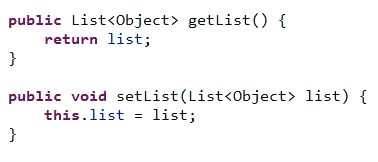 public List<Object> getList() {
    return list;
}

public void setList(List<Object> list) {
    this.list = list;
}